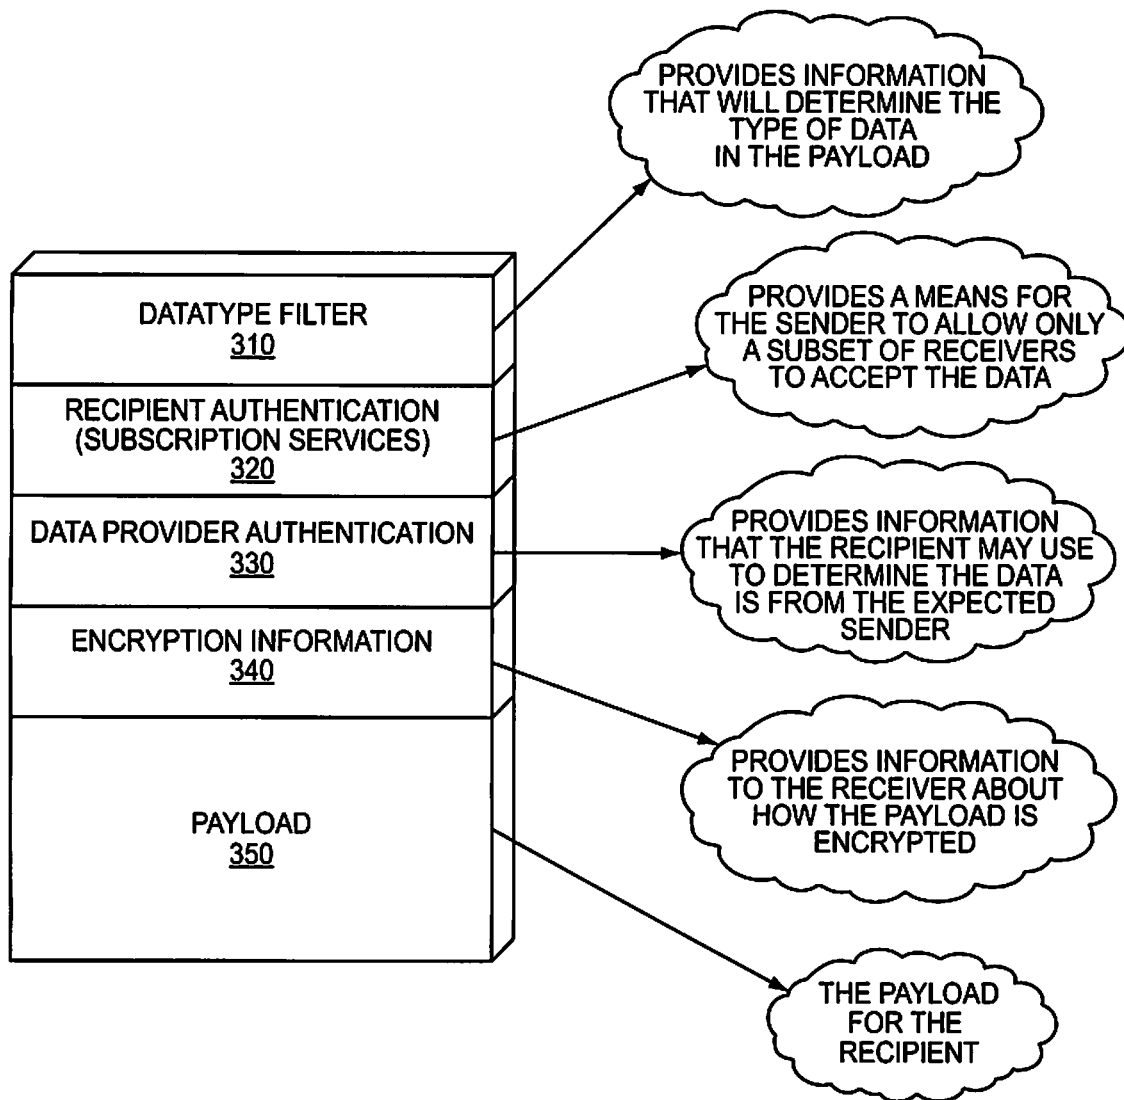 DATATYPE FILTER
310
RECIPIENT AUTHENTICATION
(SUBSCRIPTION SERVICES)
320
DATA PROVIDER AUTHENTICATION
330
ENCRYPTION INFORMATION
340
PAYLOAD
350
PROVIDES INFORMATION
THAT WILL DETERMINE THE
TYPE OF DATA
IN THE PAYLOAD
PROVIDES A MEANS FOR
THE SENDER TO ALLOW ONLY
A SUBSET OF RECEIVERS
TO ACCEPT THE DATA
PROVIDES INFORMATION
THAT THE RECIPIENT MAY USE
TO DETERMINE THE DATA
IS FROM THE EXPECTED
SENDER
PROVIDES INFORMATION
TO THE RECEIVER ABOUT
HOW THE PAYLOAD IS
ENCRYPTED
THE PAYLOAD
FOR THE
RECIPIENT